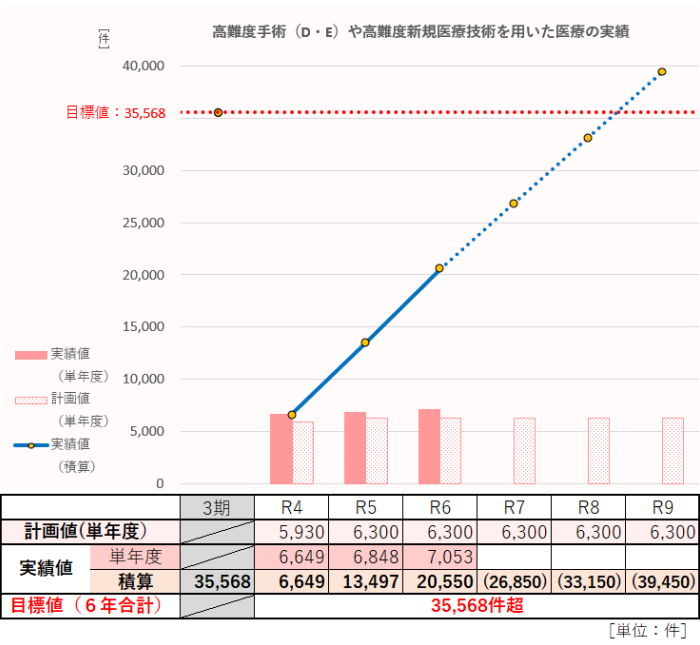 高難度手術（D・E）や高難度新規医療技術を用いた医療の実績
[件]
40,000
目標値：35,568
30,000
25,000
20,000
15,000
10,000
5,000
0
実績値
（単年度）
計画値
（単年度）
実績値
（積算）
3期 R4 R5 R6 R7 R8 R9
計画値(単年度) 5,930 6,300 6,300 6,300 6,300 6,300
実績値 単年度 6,649 6,848 7,053
積算 35,568 6,649 13,497 20,550 (26,850) (33,150) (39,450)
目標値（６年合計） 35,568件超
［単位：件］